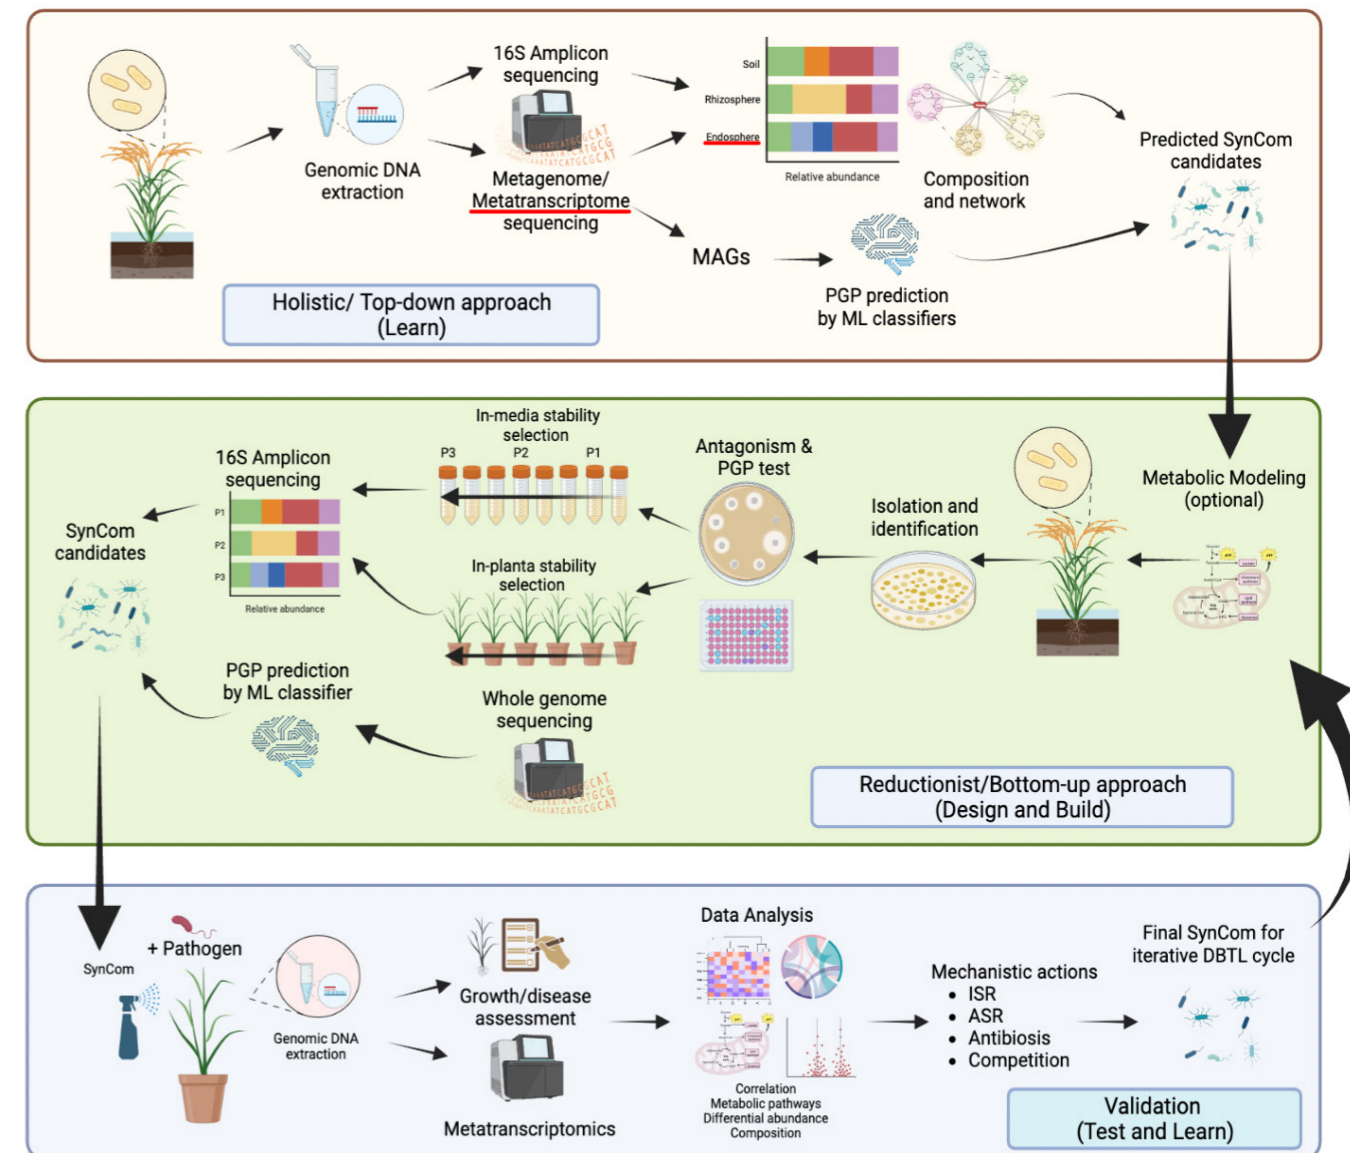 16S Amplicon
sequencing
Genomic DNA
extraction
Metagenome/
Metatranscriptome
sequencing
Soil
Rhizosphere
Endosphere
Relative abundance
Composition
and network
Predicted SynCom
candidates
MAGs
PGP prediction
by ML classifiers
Holistic/ Top-down approach
(Learn)
Metabolic Modeling
(optional)
Isolation and
identification
Antagonism &
PGP test
In-media stability
selection
P3 P2 P1
In-planta stability
selection
16S Amplicon
sequencing
P1
P2
P3
Relative abundance
SynCom
candidates
Whole genome
sequencing
PGP prediction
by ML classifier
Reductionist/Bottom-up approach
(Design and Build)
SynCom
+ Pathogen
Genomic DNA
extraction
Growth/disease
assessment
Metatranscriptomics
Data Analysis
Correlation
Metabolic pathways
Differential abundance
Composition
Mechanistic actions
• ISR
• ASR
• Antibiosis
• Competition
Final SynCom for
iterative DBTL cycle
Validation
(Test and Learn)